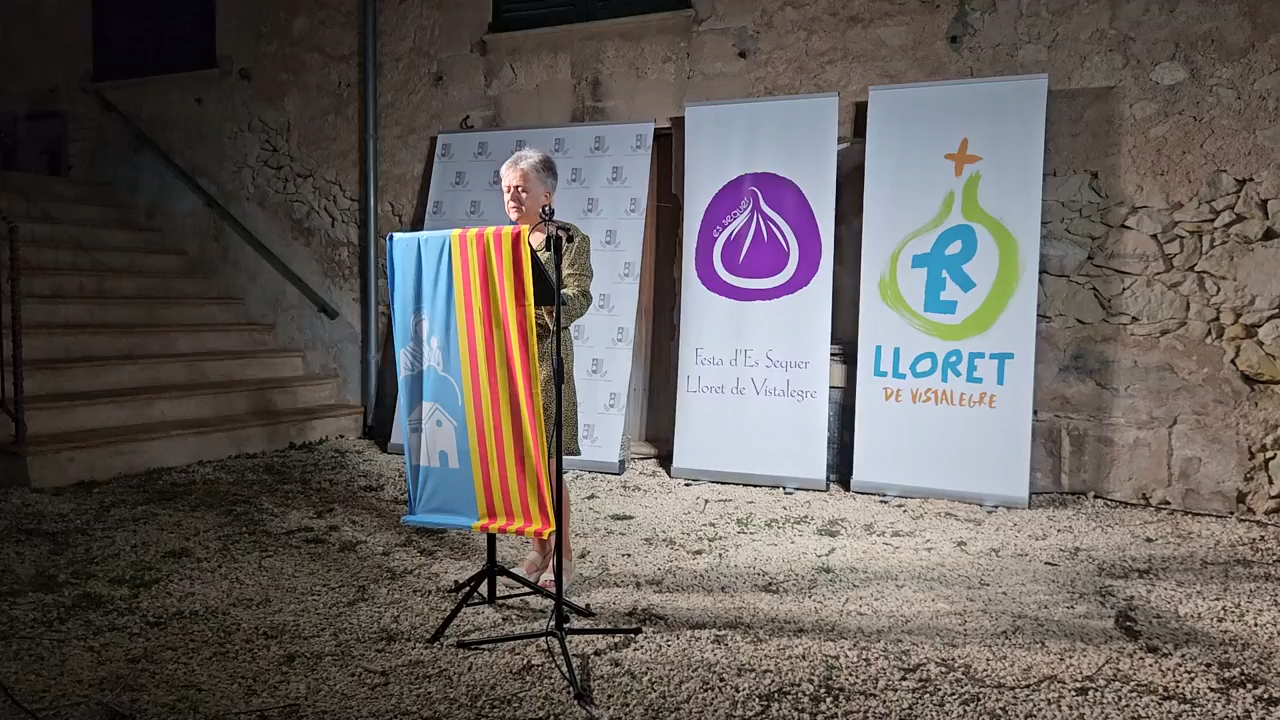 es sequer
Festa d'Es Sequer
Lloret de Vistalegre
LLORET
DE VISTALEGRE